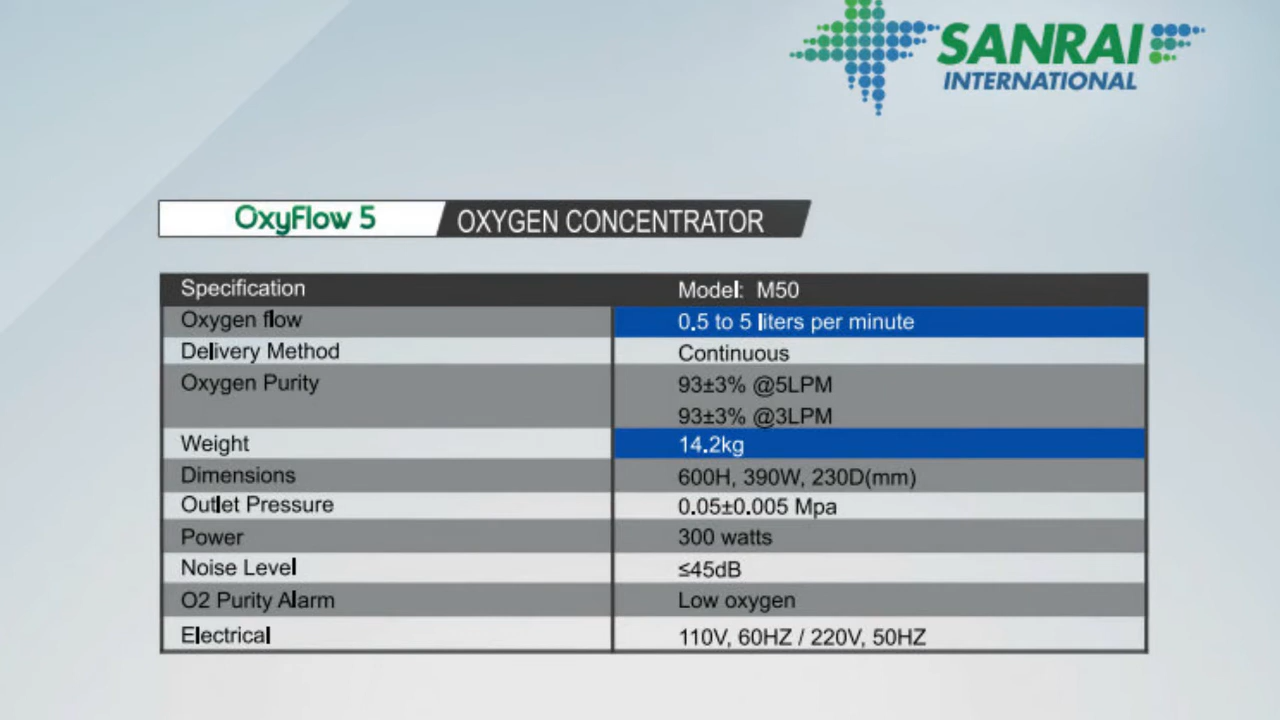 SANRAI
INTERNATIONAL
OxyFlow 5 OXYGEN CONCENTRATOR
Specification Model: M50
Oxygen flow 0.5 to 5 liters per minute
Delivery Method Continuous
Oxygen Purity 93±3% @5LPM
93±3% @3LPM
Weight 14.2kg
Dimensions 600H, 390W, 230D(mm)
Outlet Pressure 0.05±0.005 Mpa
Power 300 watts
Noise Level ≤45dB
O2 Purity Alarm Low oxygen
Electrical 110V, 60HZ / 220V, 50HZ